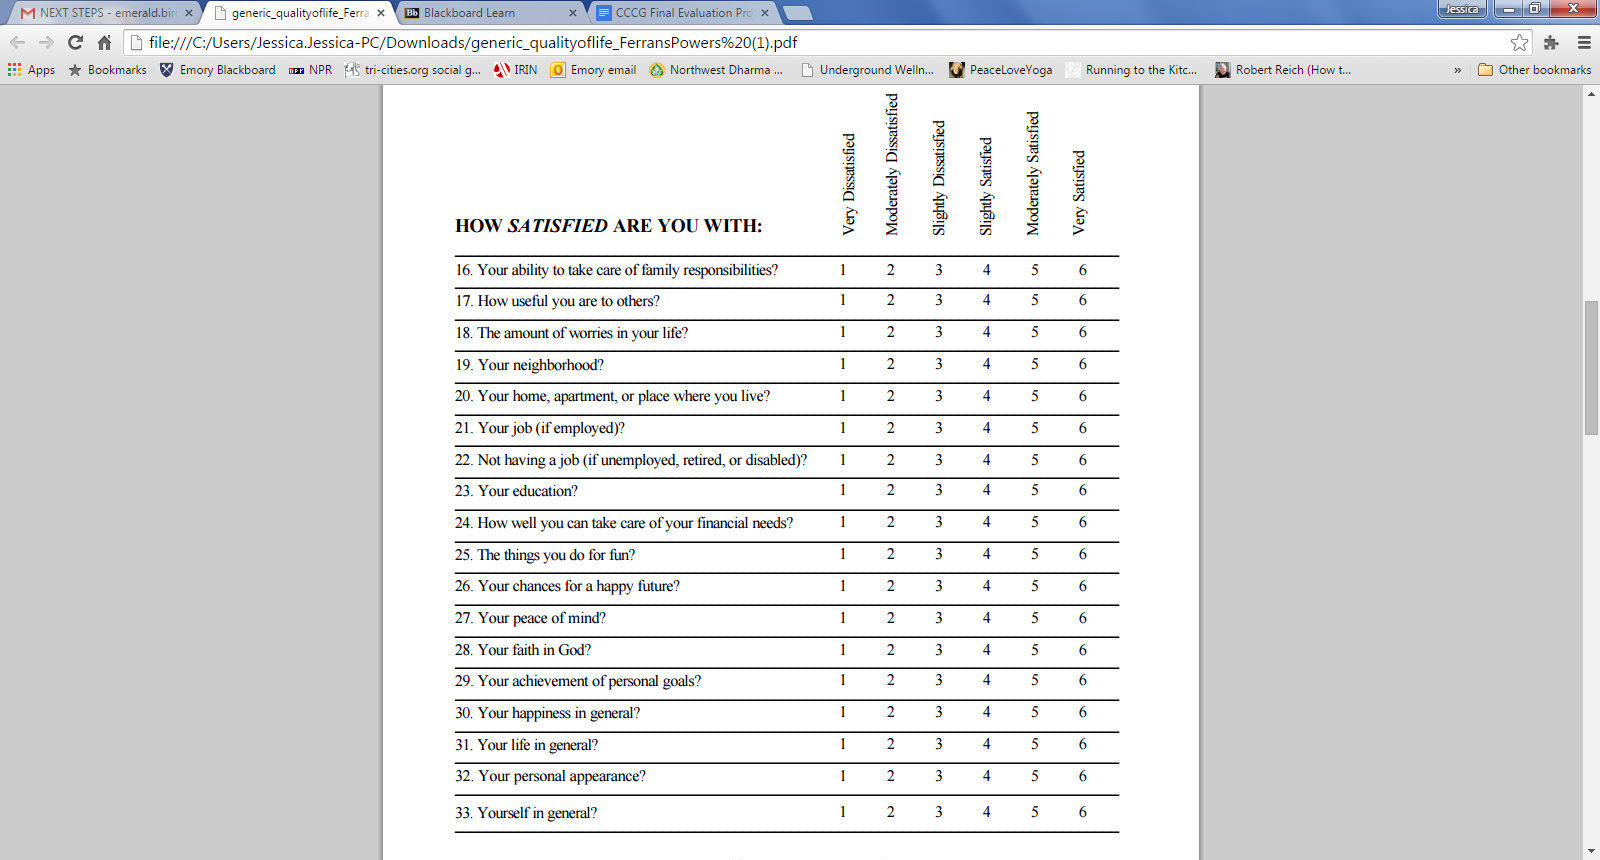 NEXT STEPS - emerald.bir
generic_qualityoflife_Ferra
Blackboard Learn
CCCG Final Evaluation Pro
Jessica
file:///C:/Users/Jessica.Jessica-PC/Downloads/generic_qualityoflife_FerransPowers%20(1).pdf
Apps Bookmarks Emory Blackboard NPR tri-cities.org social g... IRIN Emory email Northwest Dharma ... Underground Welln... PeaceLoveYoga Running to the Kitc... Robert Reich (How t... » Other bookmarks
Very Dissatisfied
Moderately Dissatisfied
Slightly Dissatisfied
Slightly Satisfied
Moderately Satisfied
Very Satisfied
HOW SATISFIED ARE YOU WITH:
16. Your ability to take care of family responsibilities? 1 2 3 4 5 6
17. How useful you are to others? 1 2 3 4 5 6
18. The amount of worries in your life? 1 2 3 4 5 6
19. Your neighborhood? 1 2 3 4 5 6
20. Your home, apartment, or place where you live? 1 2 3 4 5 6
21. Your job (if employed)? 1 2 3 4 5 6
22. Not having a job (if unemployed, retired, or disabled)? 1 2 3 4 5 6
23. Your education? 1 2 3 4 5 6
24. How well you can take care of your financial needs? 1 2 3 4 5 6
25. The things you do for fun? 1 2 3 4 5 6
26. Your chances for a happy future? 1 2 3 4 5 6
27. Your peace of mind? 1 2 3 4 5 6
28. Your faith in God? 1 2 3 4 5 6
29. Your achievement of personal goals? 1 2 3 4 5 6
30. Your happiness in general? 1 2 3 4 5 6
31. Your life in general? 1 2 3 4 5 6
32. Your personal appearance? 1 2 3 4 5 6
33. Yourself in general? 1 2 3 4 5 6